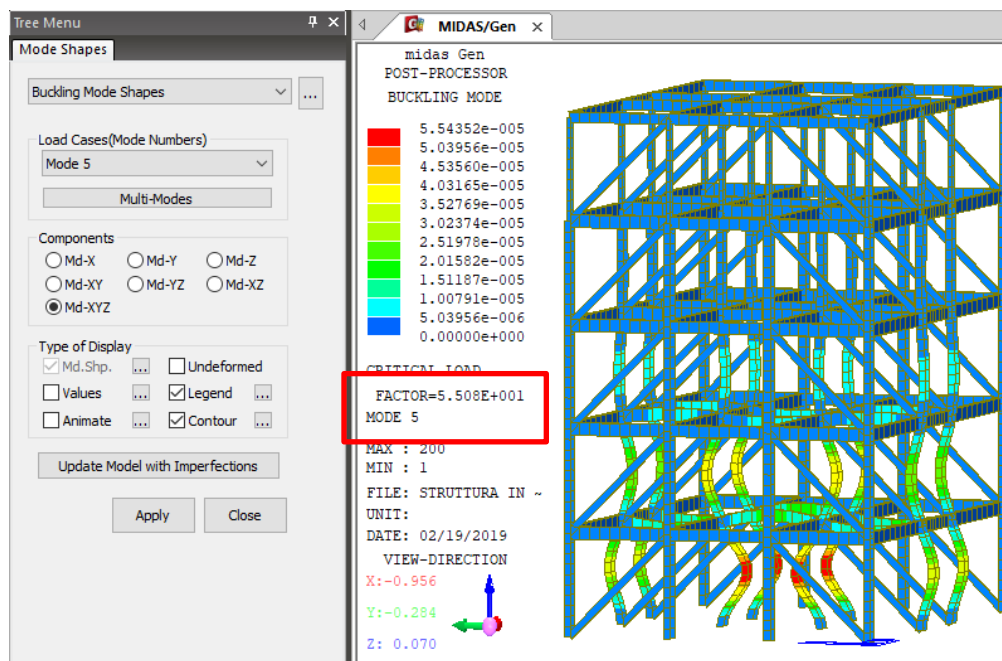 Tree Menu
Mode Shapes
Buckling Mode Shapes
...
Load Cases(Mode Numbers)
Mode 5
Multi-Modes
Components
Md-X Md-Y Md-Z
Md-XY Md-YZ Md-XZ
Md-XYZ
Type of Display
Md.Shp. ... Undeformed
Values ... Legend ...
Animate ... Contour ...
Update Model with Imperfections
Apply Close
MIDAS/Gen
midas Gen
POST-PROCESSOR
BUCKLING MODE
5.54352e-005
5.03956e-005
4.53560e-005
4.03165e-005
3.52769e-005
3.02374e-005
2.51978e-005
2.01582e-005
1.51187e-005
1.00791e-005
5.03956e-006
0.00000e+000
CRITICAL LOAD
FACTOR=5.508E+001
MODE 5
MAX : 200
MIN : 1
FILE: STRUTTURA IN ~
UNIT:
DATE: 02/19/2019
VIEW-DIRECTION
X:-0.956
Y:-0.284
Z: 0.070